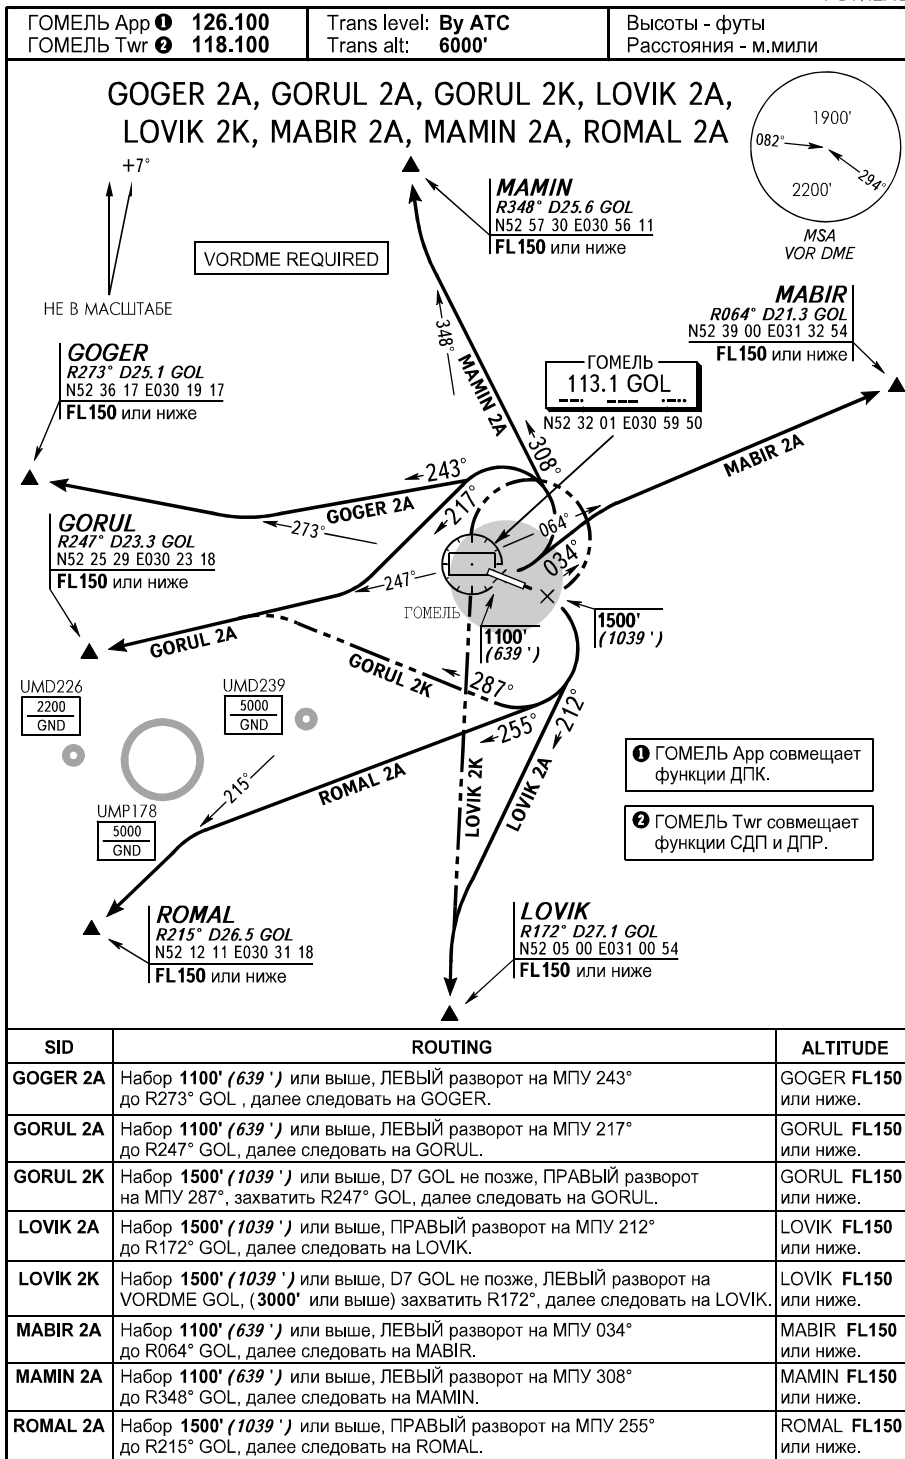 ГОМЕЛЬ App ❶ 126.100
ГОМЕЛЬ Twr ❷ 118.100
Trans level: By ATC
Trans alt: 6000'
Высоты - футы
Расстояния - м.мили
GOGER 2A, GORUL 2A, GORUL 2K, LOVIK 2A,
LOVIK 2K, MABIR 2A, MAMIN 2A, ROMAL 2A
1900'
082°
294°
2200'
MSA
VOR DME
+7°
НЕ В МАСШТАБЕ
VORDME REQUIRED
MAMIN
R348° D25.6 GOL
N52 57 30 E030 56 11
FL150 или ниже
MABIR
R064° D21.3 GOL
N52 39 00 E031 32 54
FL150 или ниже
GOGER
R273° D25.1 GOL
N52 36 17 E030 19 17
FL150 или ниже
ГОМЕЛЬ
113.1 GOL
N52 32 01 E030 59 50
348°
MAMIN 2A
308°
MABIR 2A
243°
GOGER 2A
217°
273°
064°
034°
GORUL
R247° D23.3 GOL
N52 25 29 E030 23 18
FL150 или ниже
247°
ГОМЕЛЬ
1100'
(639 ')
1500'
(1039 ')
GORUL 2A
GORUL 2K
287°
255°
212°
UMD226
2200
GND
UMD239
5000
GND
UMP178
5000
GND
215°
ROMAL 2A
LOVIK 2K
LOVIK 2A
❶ ГОМЕЛЬ App совмещает
функции ДПК.
❷ ГОМЕЛЬ Twr совмещает
функции СДП и ДПР.
ROMAL
R215° D26.5 GOL
N52 12 11 E030 31 18
FL150 или ниже
LOVIK
R172° D27.1 GOL
N52 05 00 E031 00 54
FL150 или ниже
SID ROUTING ALTITUDE
GOGER 2A Набор 1100' (639 ') или выше, ЛЕВЫЙ разворот на МПУ 243° GOGER FL150
до R273° GOL , далее следовать на GOGER. или ниже.
GORUL 2A Набор 1100' (639 ') или выше, ЛЕВЫЙ разворот на МПУ 217° GORUL FL150
до R247° GOL, далее следовать на GORUL. или ниже.
GORUL 2K Набор 1500' (1039 ') или выше, D7 GOL не позже, ПРАВЫЙ разворот GORUL FL150
на МПУ 287°, захватить R247° GOL, далее следовать на GORUL. или ниже.
LOVIK 2A Набор 1500' (1039 ') или выше, ПРАВЫЙ разворот на МПУ 212° LOVIK FL150
до R172° GOL, далее следовать на LOVIK. или ниже.
LOVIK 2K Набор 1500' (1039 ') или выше, D7 GOL не позже, ЛЕВЫЙ разворот на LOVIK FL150
VORDME GOL, (3000' или выше) захватить R172°, далее следовать на LOVIK. или ниже.
MABIR 2A Набор 1100' (639 ') или выше, ЛЕВЫЙ разворот на МПУ 034° MABIR FL150
до R064° GOL, далее следовать на MABIR. или ниже.
MAMIN 2A Набор 1100' (639 ') или выше, ЛЕВЫЙ разворот на МПУ 308° MAMIN FL150
до R348° GOL, далее следовать на MAMIN. или ниже.
ROMAL 2A Набор 1500' (1039 ') или выше, ПРАВЫЙ разворот на МПУ 255° ROMAL FL150
до R215° GOL, далее следовать на ROMAL. или ниже.